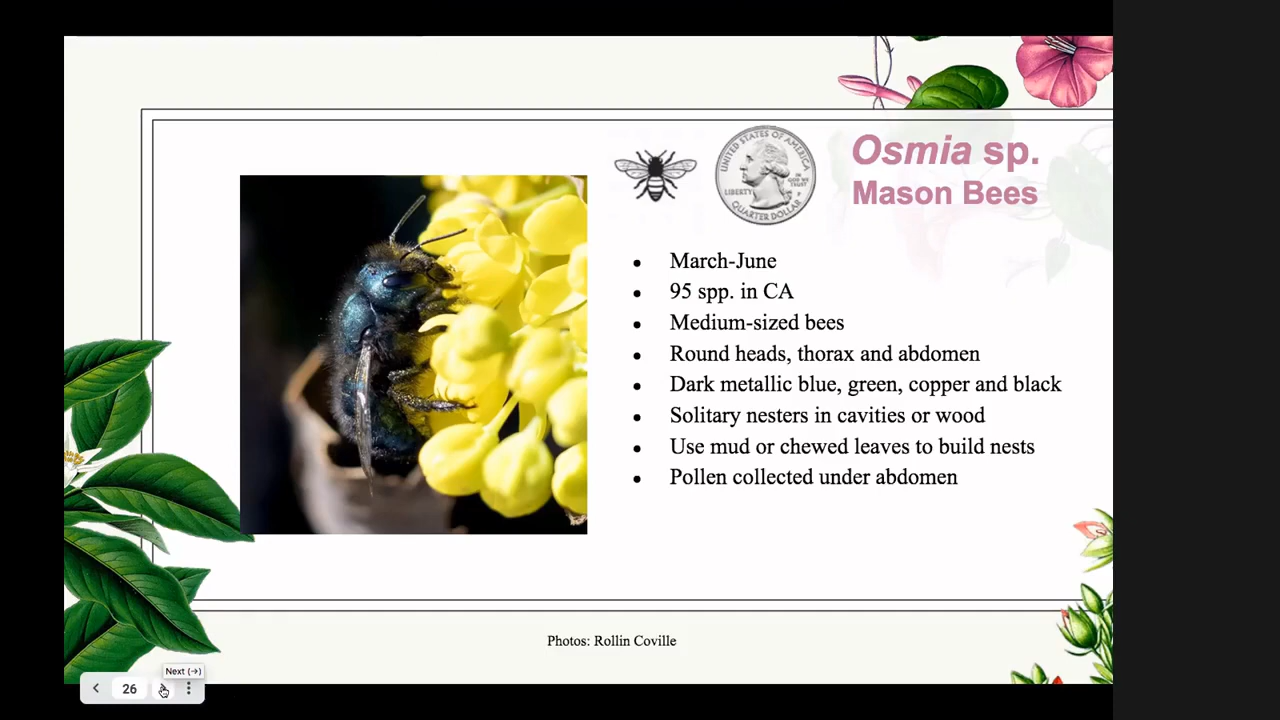 Osmia sp.
Mason Bees
UNITED STATES OF AMERICA
LIBERTY
IN
GOD WE
TRUST
P
QUARTER DOLLAR
• March-June
• 95 spp. in CA
• Medium-sized bees
• Round heads, thorax and abdomen
• Dark metallic blue, green, copper and black
• Solitary nesters in cavities or wood
• Use mud or chewed leaves to build nests
• Pollen collected under abdomen
Photos: Rollin Coville
Next (→)
26